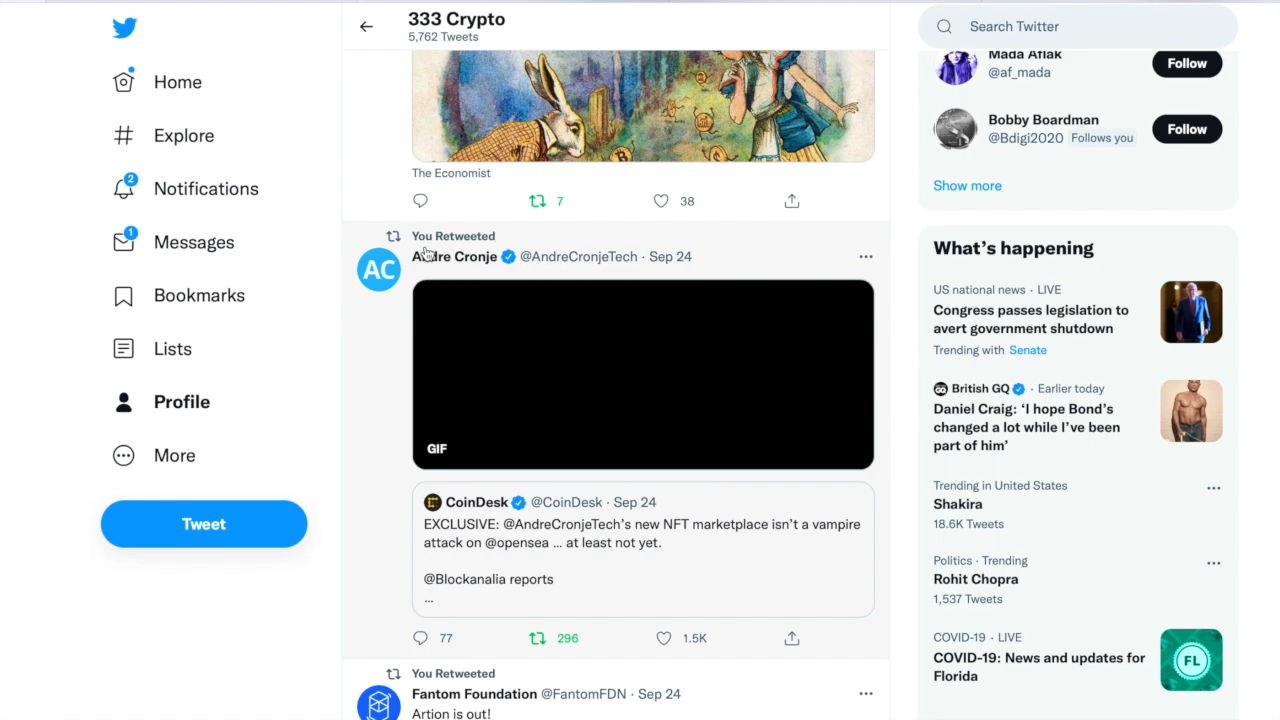 Home
Explore
Notifications
2
Messages
1
Bookmarks
Lists
Profile
More
Tweet
333 Crypto
5,762 Tweets
The Economist
7
38
You Retweeted
Andre Cronje @AndreCronjeTech · Sep 24
AC
GIF
CoinDesk @CoinDesk · Sep 24
EXCLUSIVE: @AndreCronjeTech's new NFT marketplace isn't a vampire
attack on @opensea ... at least not yet.
@Blockanalia reports
...
77
296
1.5K
You Retweeted
Fantom Foundation @FantomFDN · Sep 24
Artion is out!
Search Twitter
Mada Aflak
@af_mada
Follow
Bobby Boardman
@Bdigi2020 Follows you
Follow
Show more
What's happening
US national news · LIVE
Congress passes legislation to
avert government shutdown
Trending with Senate
British GQ · Earlier today
Daniel Craig: 'I hope Bond's
changed a lot while I've been
part of him'
Trending in United States
Shakira
18.6K Tweets
Politics · Trending
Rohit Chopra
1,537 Tweets
COVID-19 · LIVE
COVID-19: News and updates for
Florida
FL